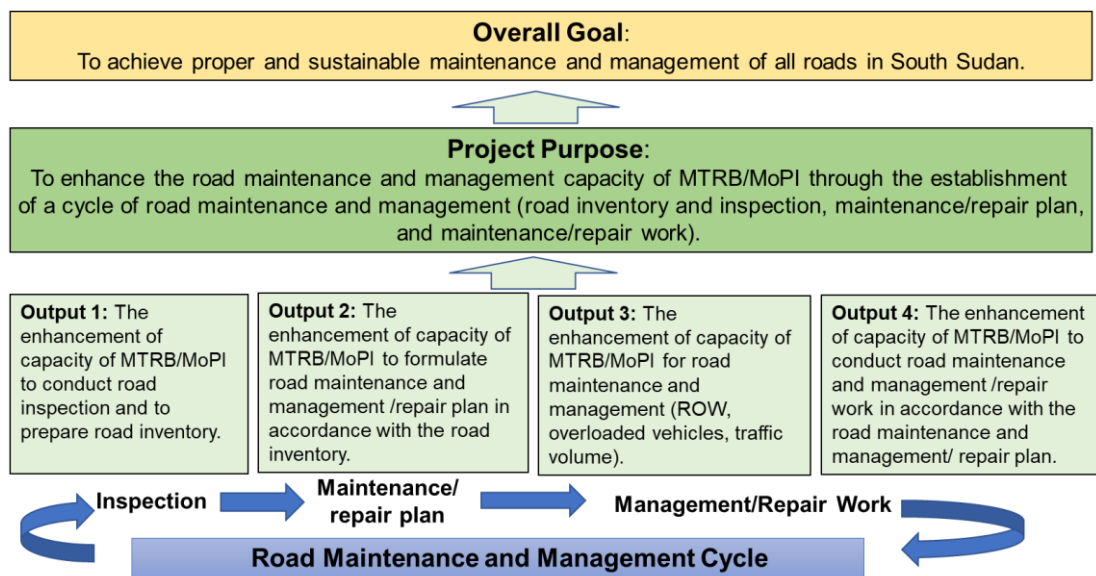 Overall Goal:
To achieve proper and sustainable maintenance and management of all roads in South Sudan.
Project Purpose:
To enhance the road maintenance and management capacity of MTRB/MoPI through the establishment
of a cycle of road maintenance and management (road inventory and inspection, maintenance/repair plan,
and maintenance/repair work).
Output 1: The
enhancement of
capacity of MTRB/MoPI
to conduct road
inspection and to
prepare road inventory.
Output 2: The
enhancement of capacity of
MTRB/MoPI to formulate
road maintenance and
management /repair plan in
accordance with the road
inventory.
Output 3: The
enhancement of capacity of
MTRB/MoPI for road
maintenance and
management (ROW,
overloaded vehicles, traffic
volume).
Output 4: The enhancement
of capacity of MTRB/MoPI to
conduct road maintenance
and management /repair
work in accordance with the
road maintenance and
management/ repair plan.
Inspection
Maintenance/
repair plan
Management/Repair Work
Road Maintenance and Management Cycle